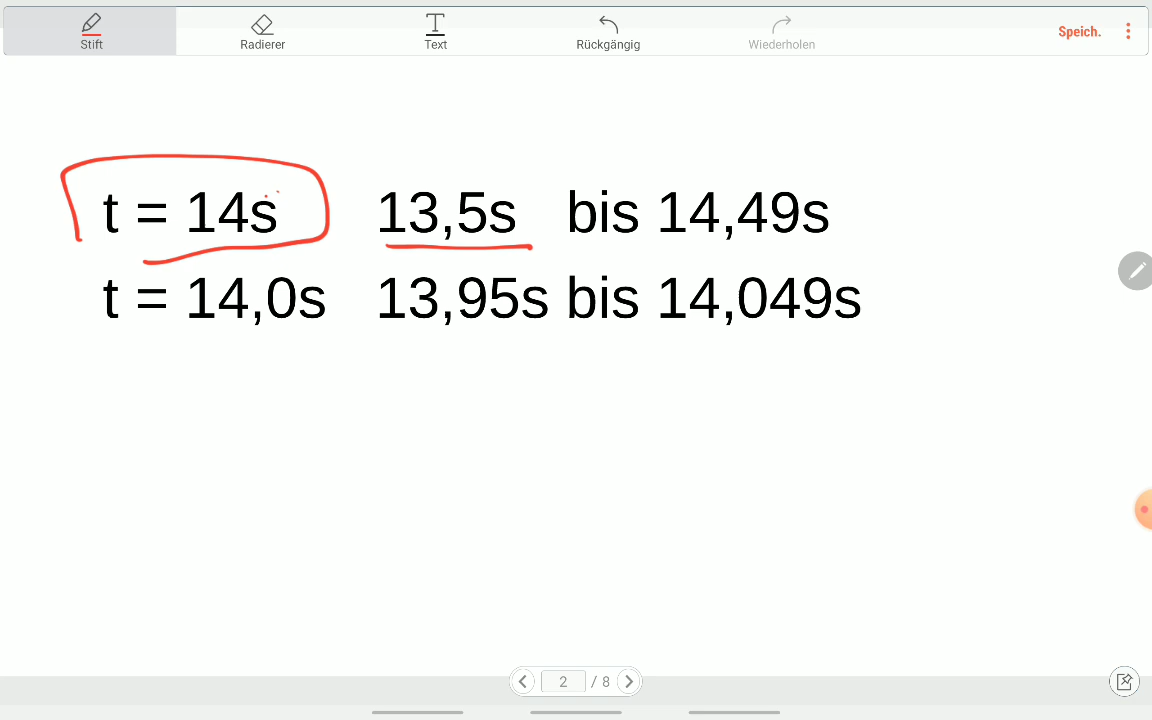 Stift Radierer Text Rückgängig Wiederholen Speich.
t = 14s 13,5s bis 14,49s
t = 14,0s 13,95s bis 14,049s
2 / 8